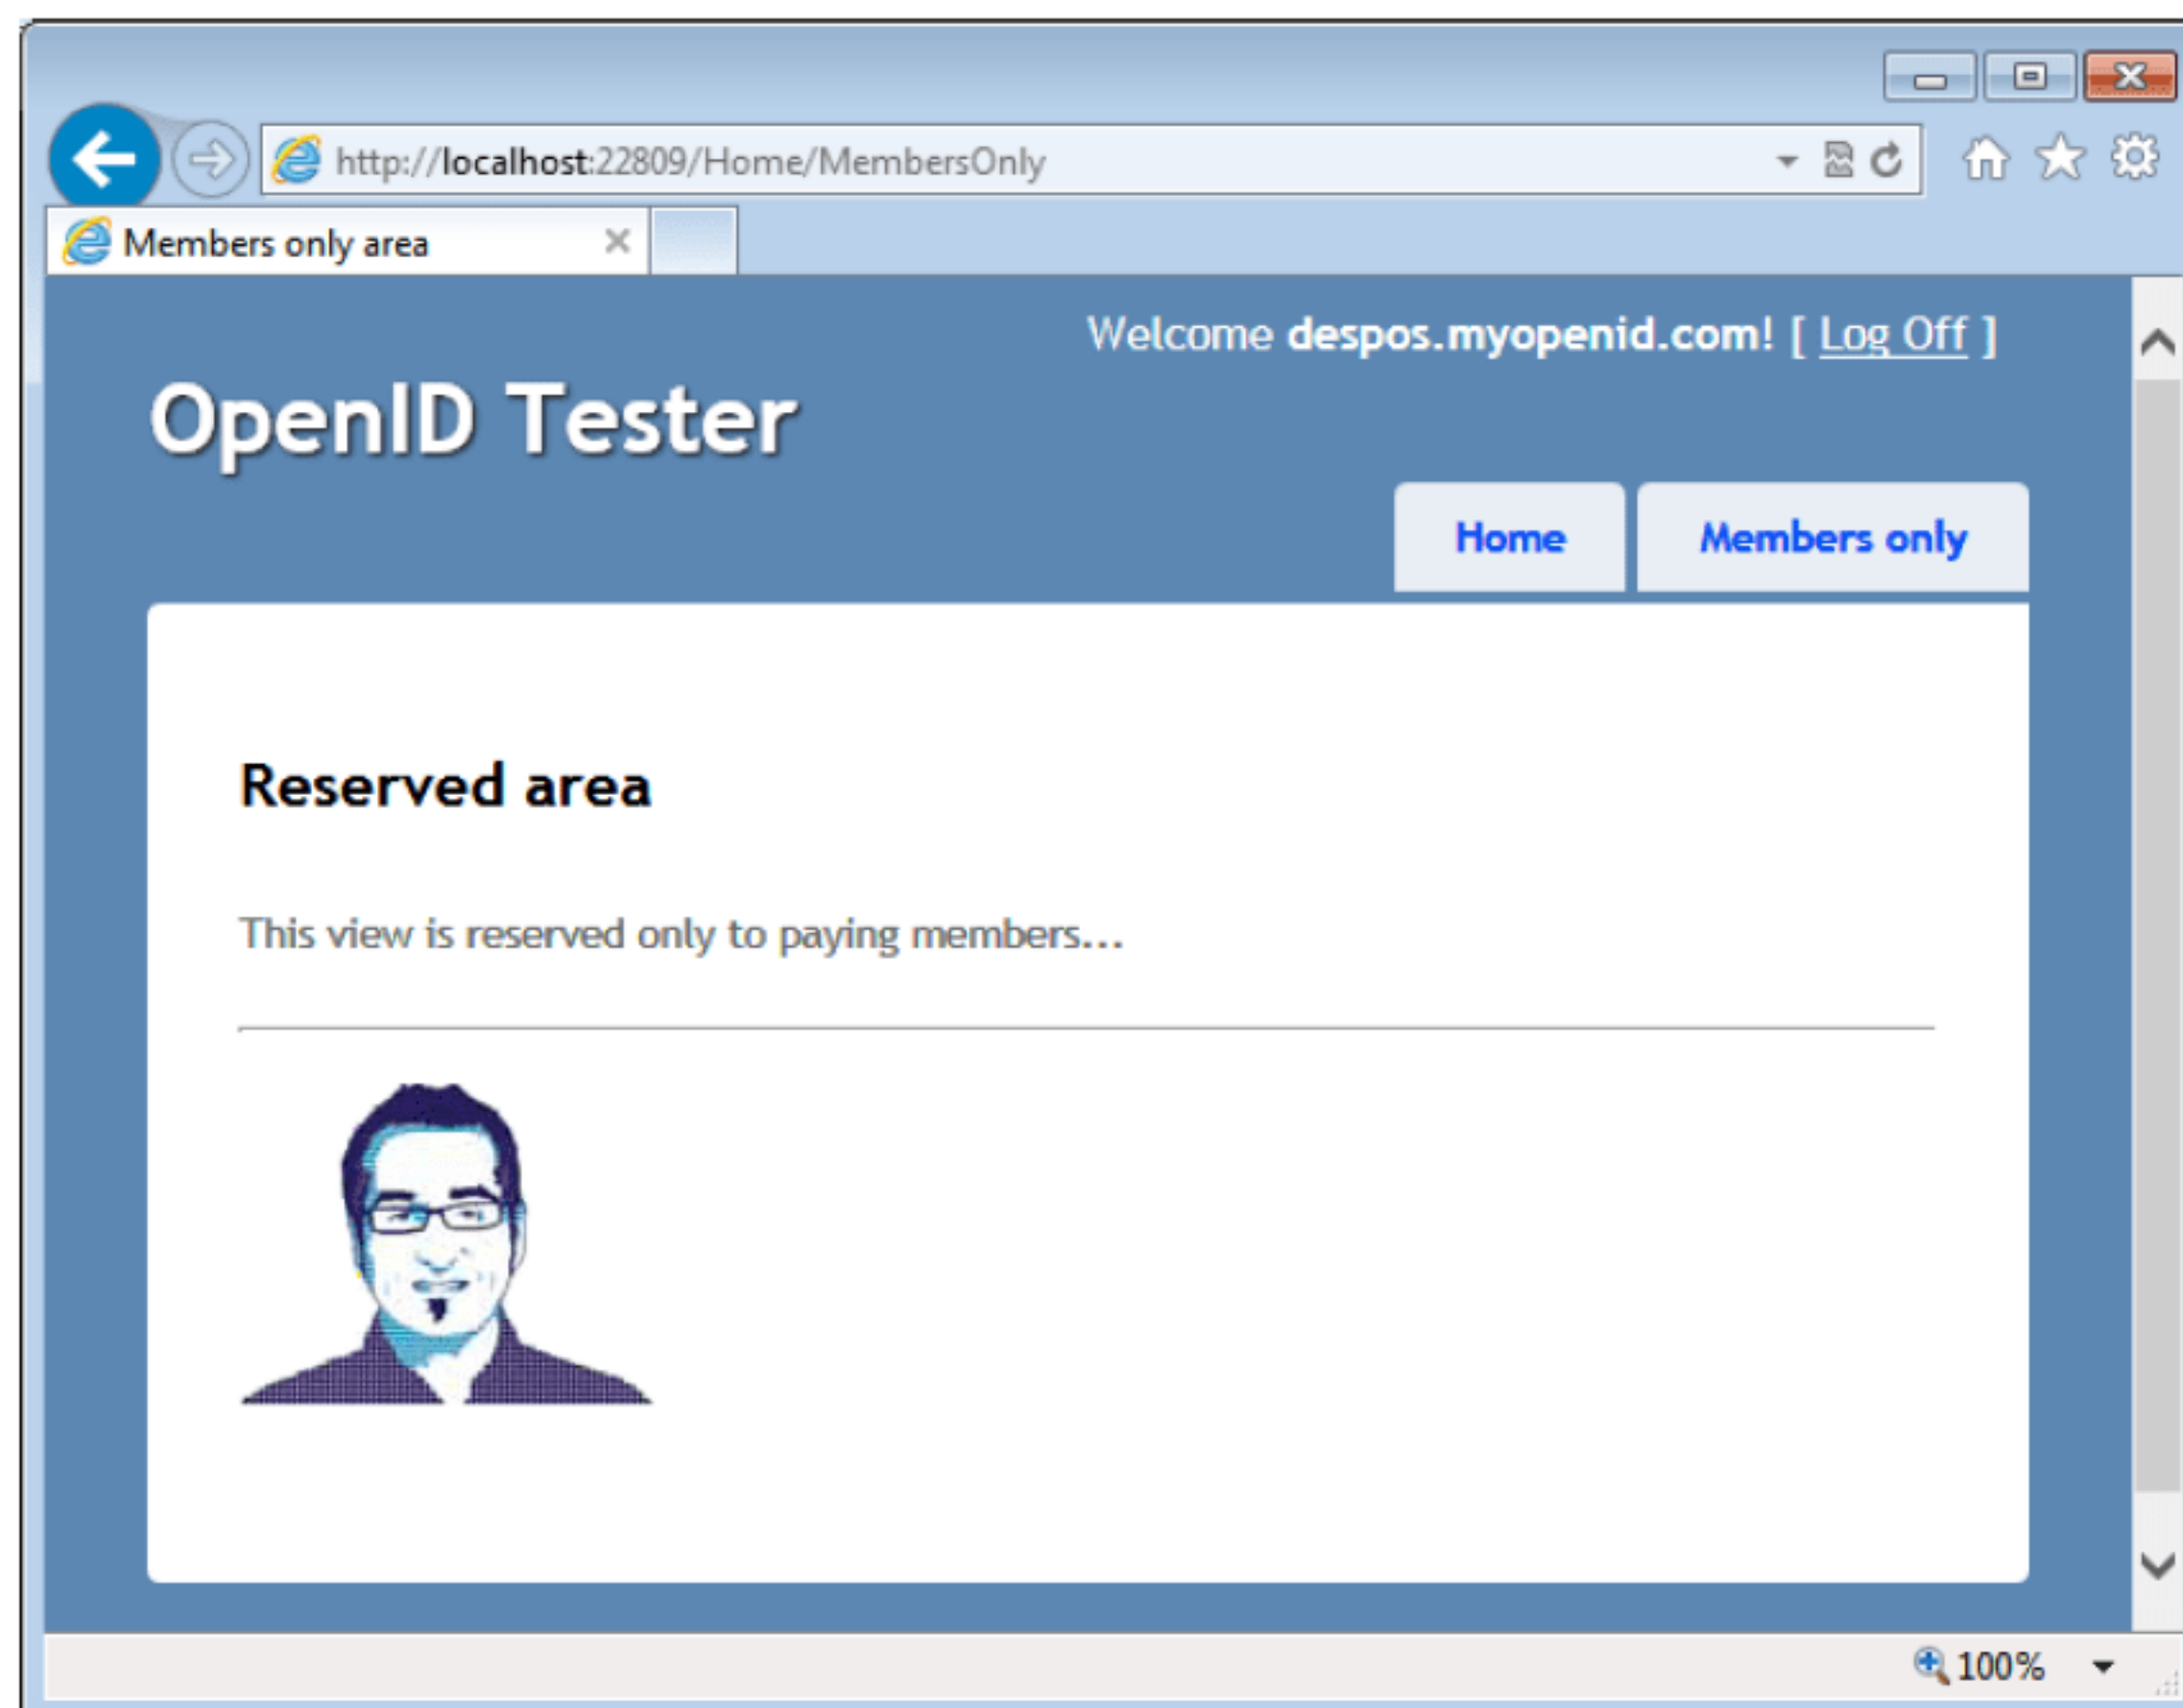 http://localhost:22809/Home/MembersOnly
Members only area
Welcome despos.myopenid.com! [ Log Off ]
OpenID Tester
Home
Members only
Reserved area
This view is reserved only to paying members...
100%